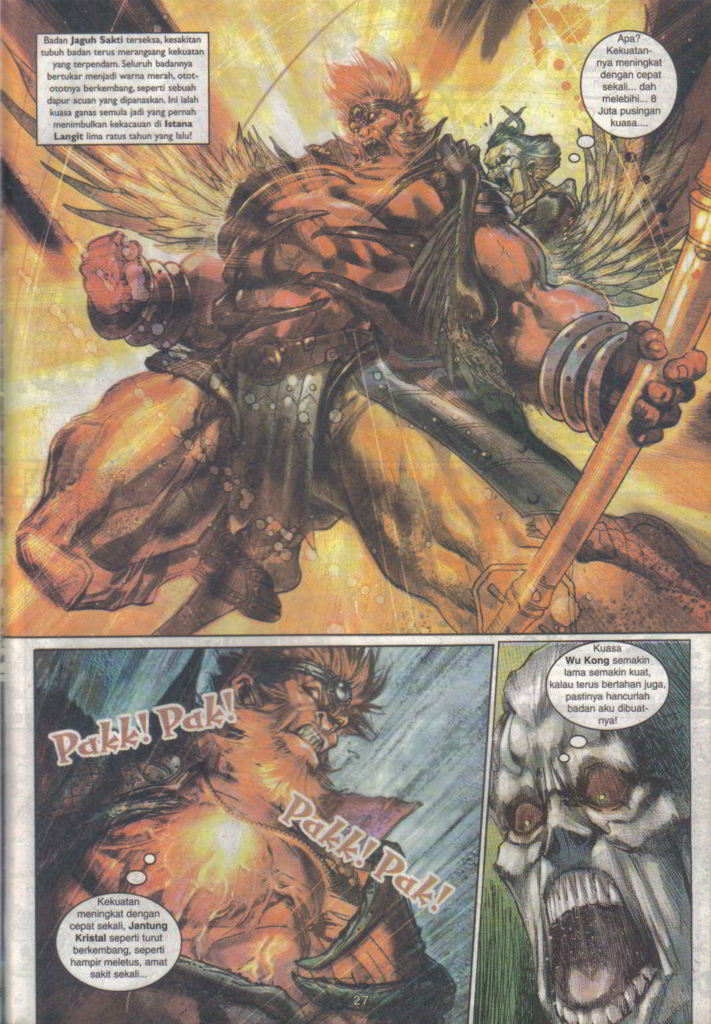 Badan Jaguh Sakti terseksa, kesakitan
tubuh badan terus merangsang kekuatan
yang terpendam. Seluruh badannya
bertukar menjadi warna merah, otot-
ototnya berkembang, seperti sebuah
dapur acuan yang dipanaskan. Ini ialah
kuasa ganas semula jadi yang pernah
menimbulkan kekacauan di Istana
Langit lima ratus tahun yang lalu!
Apa?
Kekuatan-
nya meningkat
dengan cepat
sekali... dah
melebihi... 8
Juta pusingan
kuasa....
Pakk! Pak!
Pakk! Pak!
Kekuatan
meningkat dengan
cepat sekali, Jantung
Kristal seperti turut
berkembang, seperti
hampir meletus, amat
sakit sekali...
Kuasa
Wu Kong semakin
lama semakin kuat,
kalau terus bertahan juga,
pastinya hancurlah
badan aku dibuat-
nya!
27